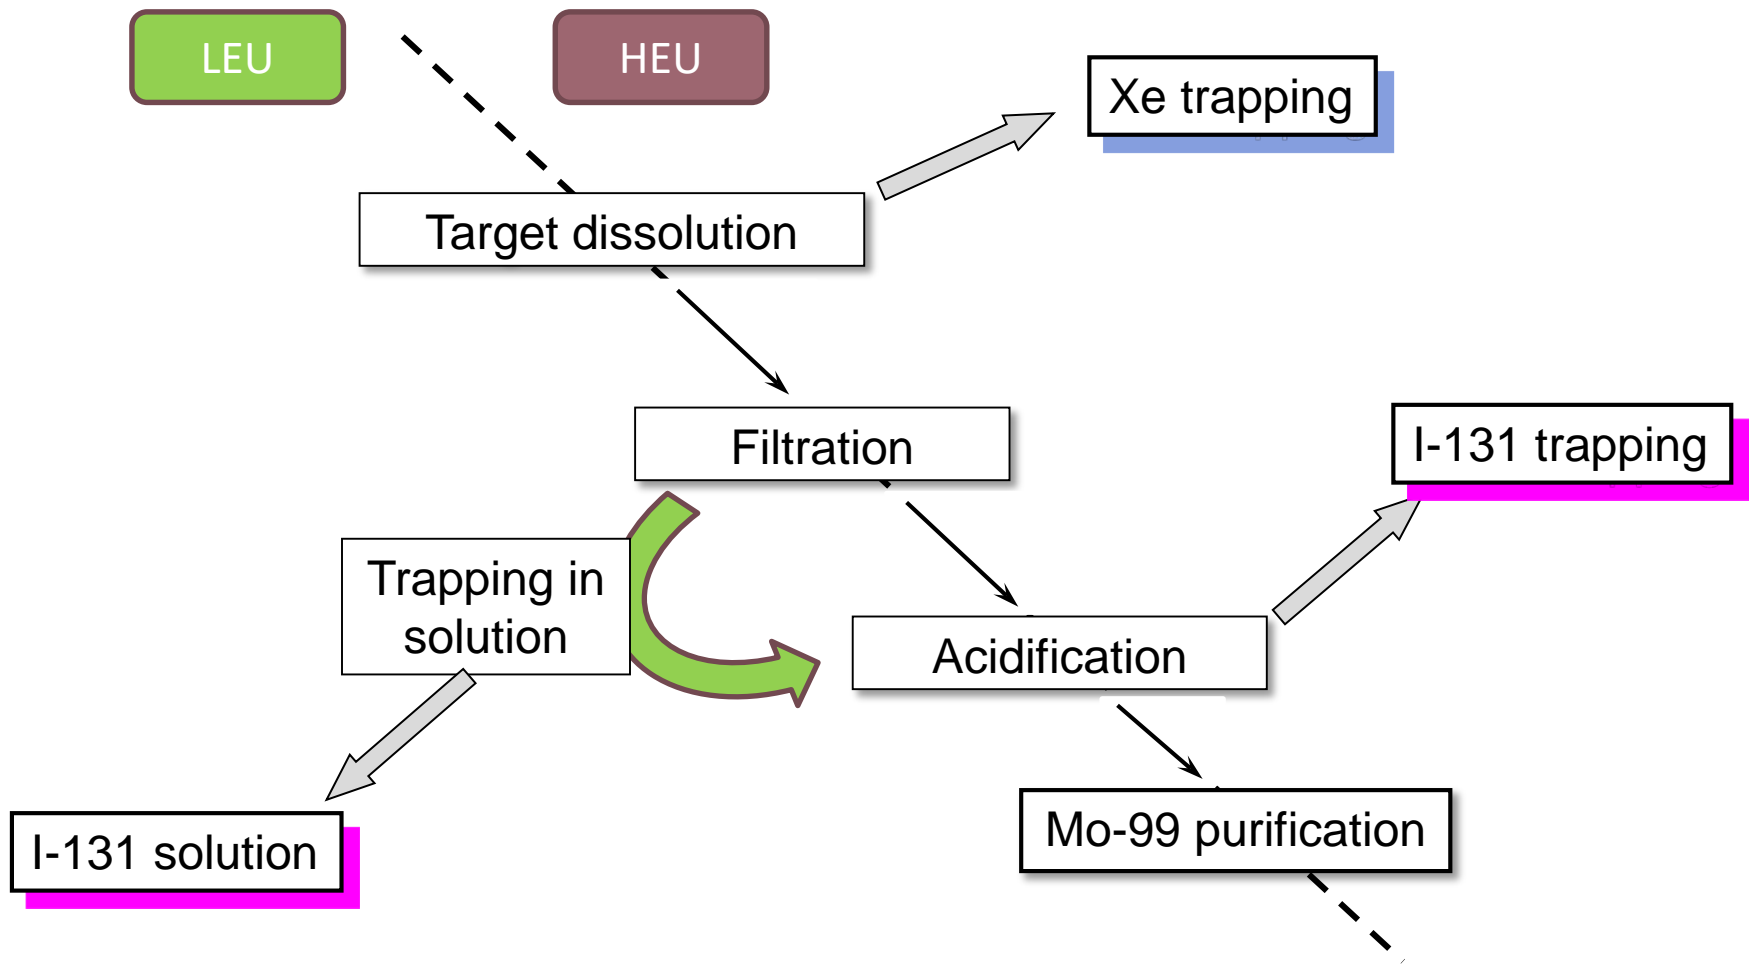 LEU
HEU
Xe trapping
Target dissolution
Filtration
I-131 trapping
Trapping in
solution
Acidification
Mo-99 purification
I-131 solution